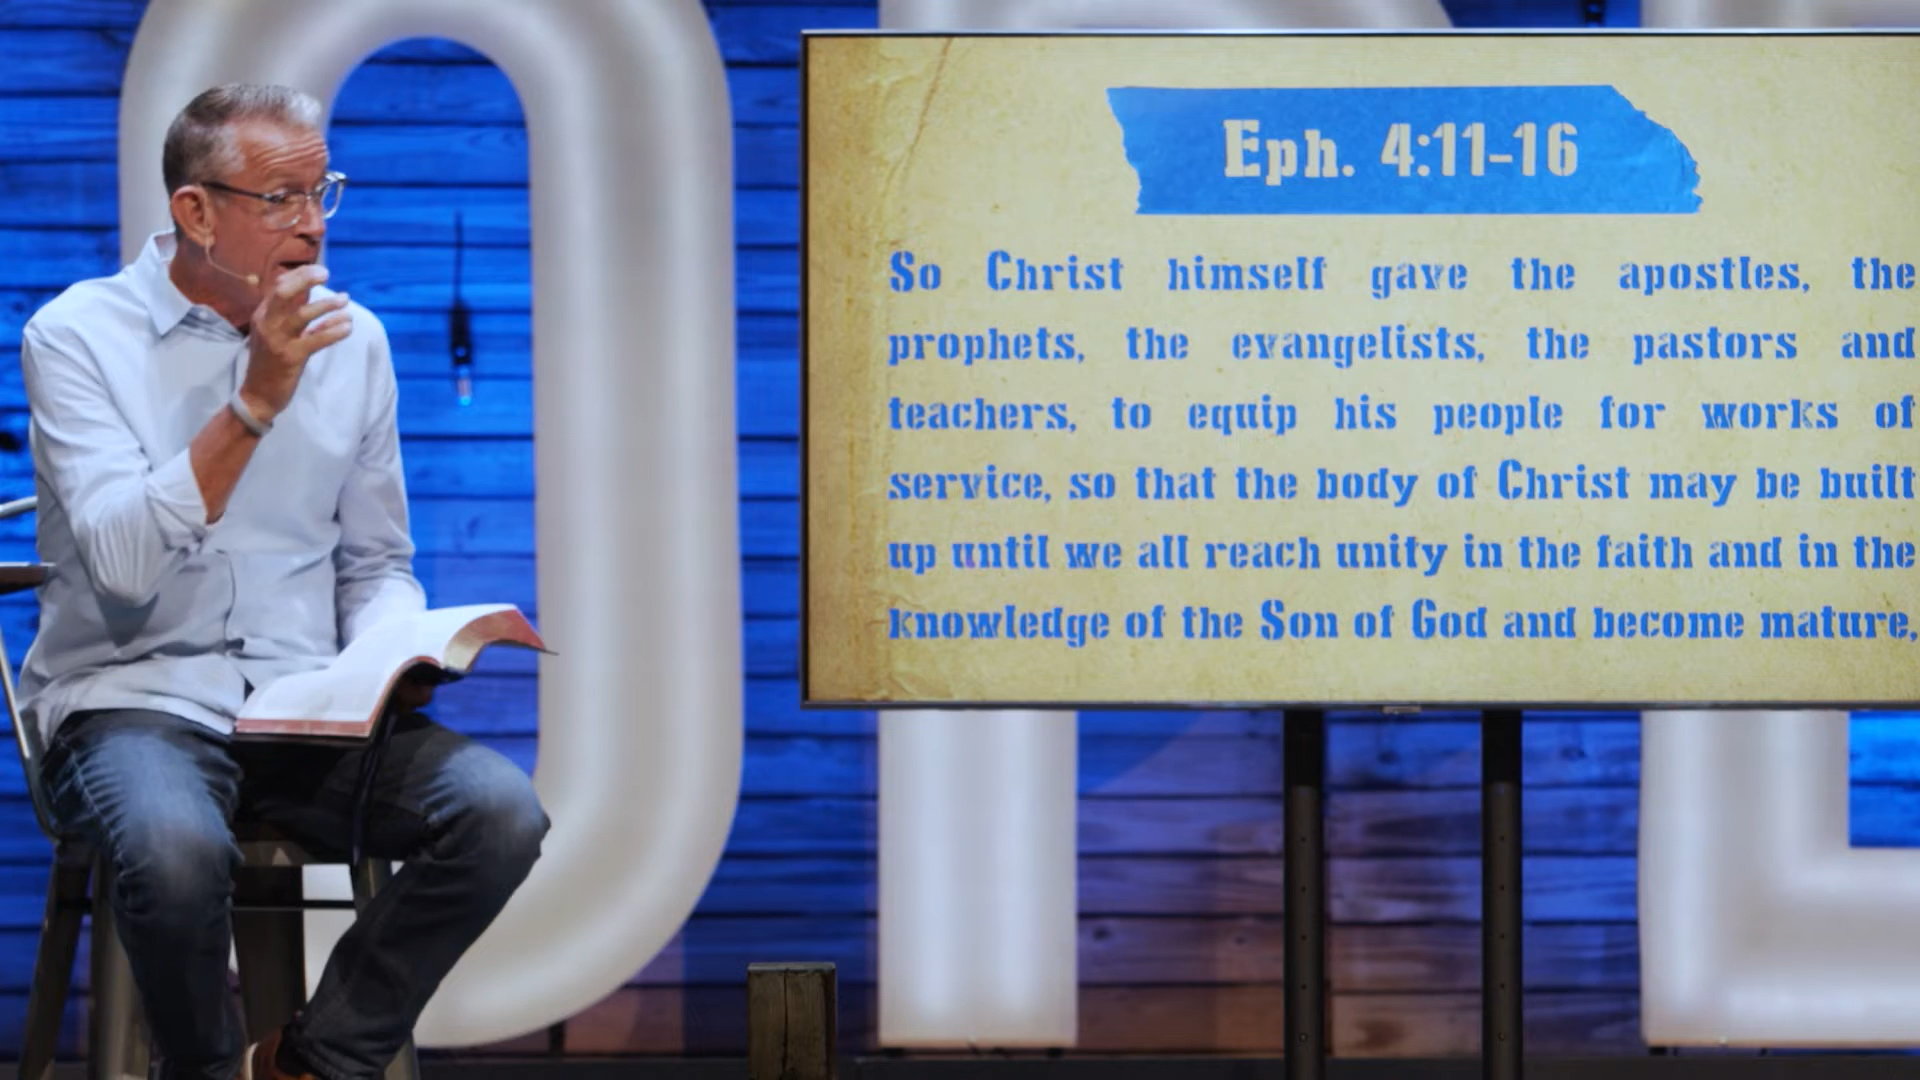 Eph. 4:11-16
So Christ himself gave the apostles, the
prophets, the evangelists, the pastors and
teachers, to equip his people for works of
service, so that the body of Christ may be built
up until we all reach unity in the faith and in the
knowledge of the Son of God and become mature,